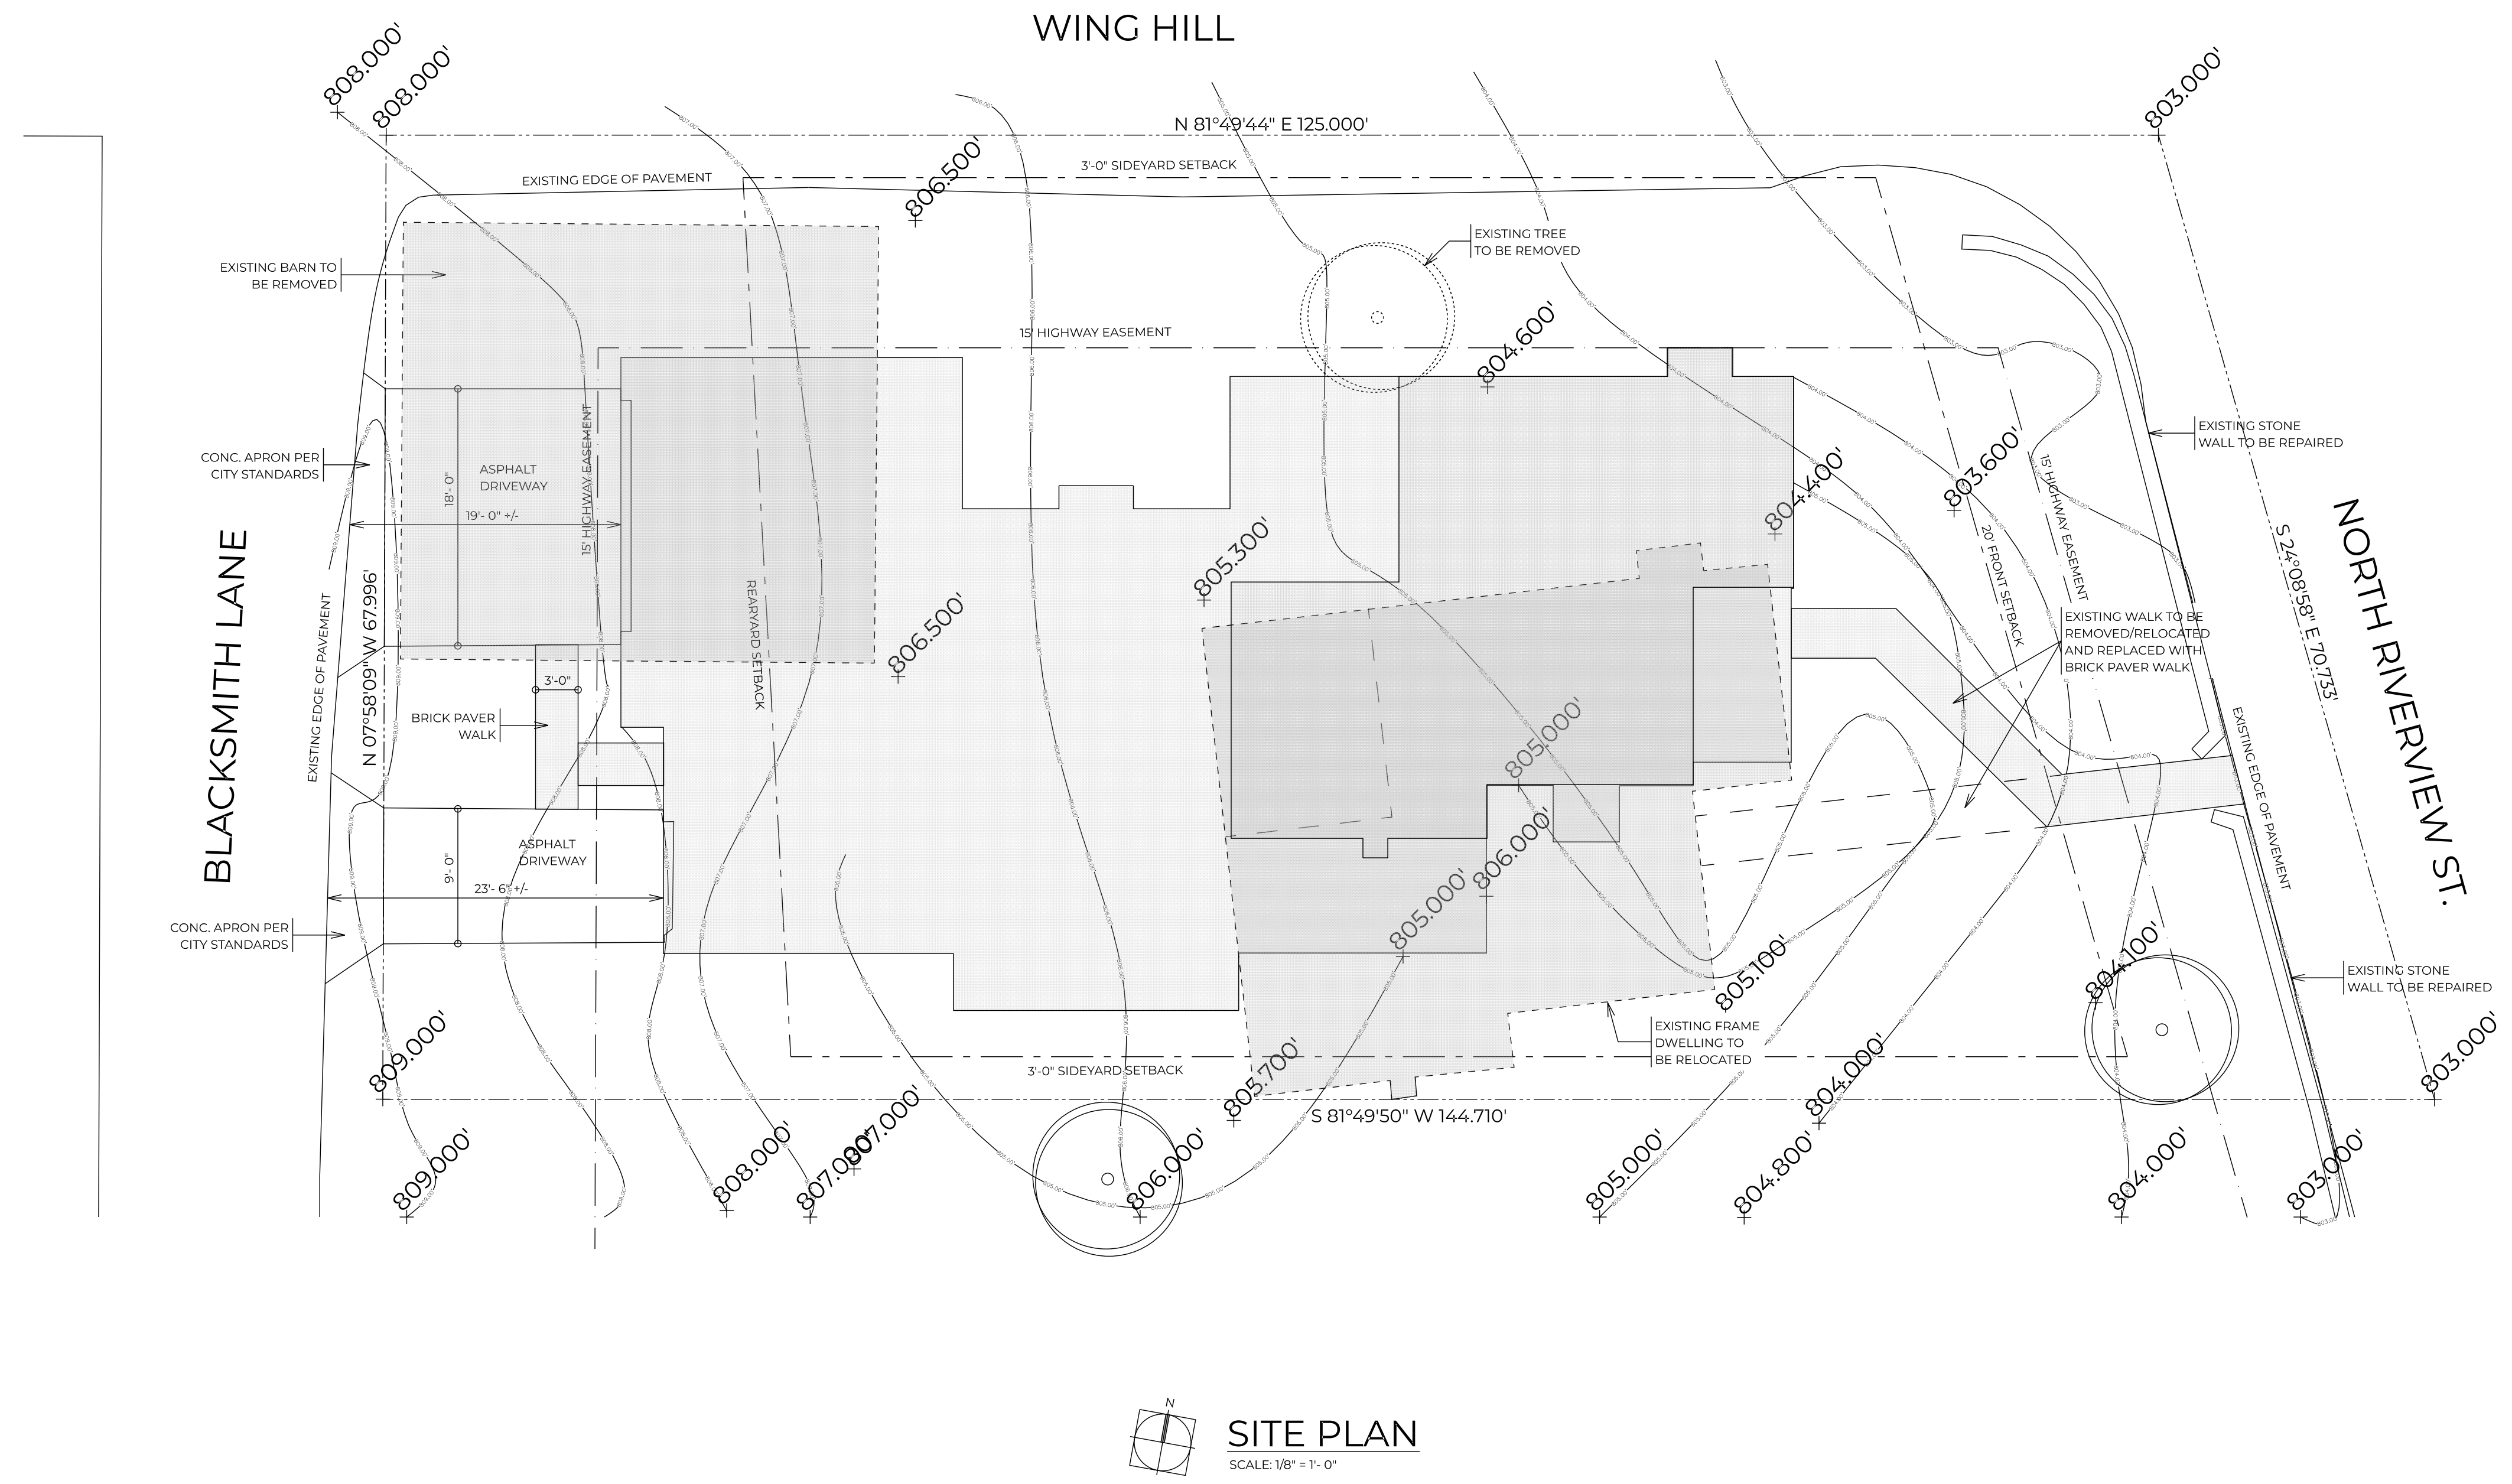 WING HILL
808.000'
808.000'
803.000'
N 81°49'44" E 125.000'
3'-0" SIDEYARD SETBACK
EXISTING EDGE OF PAVEMENT
806.500'
EXISTING TREE
TO BE REMOVED
EXISTING BARN TO
BE REMOVED
15' HIGHWAY EASEMENT
804.600'
EXISTING STONE
WALL TO BE REPAIRED
CONC. APRON PER
CITY STANDARDS
ASPHALT
DRIVEWAY
18'- 0"
19'- 0" +/-
15' HIGHWAY EASEMENT
804.400'
803.600'
15' HIGHWAY EASEMENT
20' FRONT SETBACK
S 24°08'58" E 70.733'
NORTH RIVERVIEW ST.
BLACKSMITH LANE
EXISTING EDGE OF PAVEMENT
N 07°58'09" W 67.996'
REARYARD SETBACK
805.300'
806.500'
EXISTING WALK TO BE
REMOVED/RELOCATED
AND REPLACED WITH
BRICK PAVER WALK
3'-0"
BRICK PAVER
WALK
805.000'
EXISTING EDGE OF PAVEMENT
ASPHALT
DRIVEWAY
9'- 0"
23'- 6" +/-
806.000'
805.000'
CONC. APRON PER
CITY STANDARDS
805.100'
804.100'
EXISTING STONE
WALL TO BE REPAIRED
EXISTING FRAME
DWELLING TO
BE RELOCATED
809.000'
3'-0" SIDEYARD SETBACK
805.700'
804.000'
803.000'
S 81°49'50" W 144.710'
807.000'
809.000'
808.000'
807.000'
806.000'
805.000'
804.800'
804.000'
803.000'
N
SITE PLAN
SCALE: 1/8" = 1'- 0"